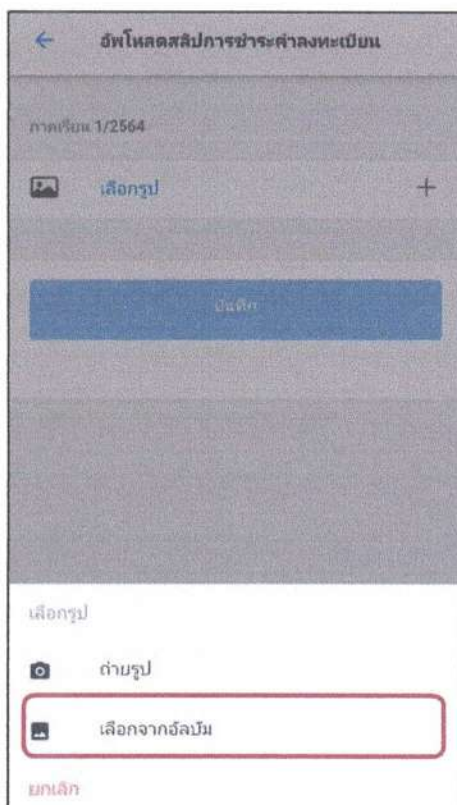 อัพโหลดสลิปการชำระค่าลงทะเบียน
ภาคเรียน 1/2564
เลือกรูป
บันทึก
เลือกรูป
ถ่ายรูป
เลือกจากอัลบั้ม
ยกเลิก